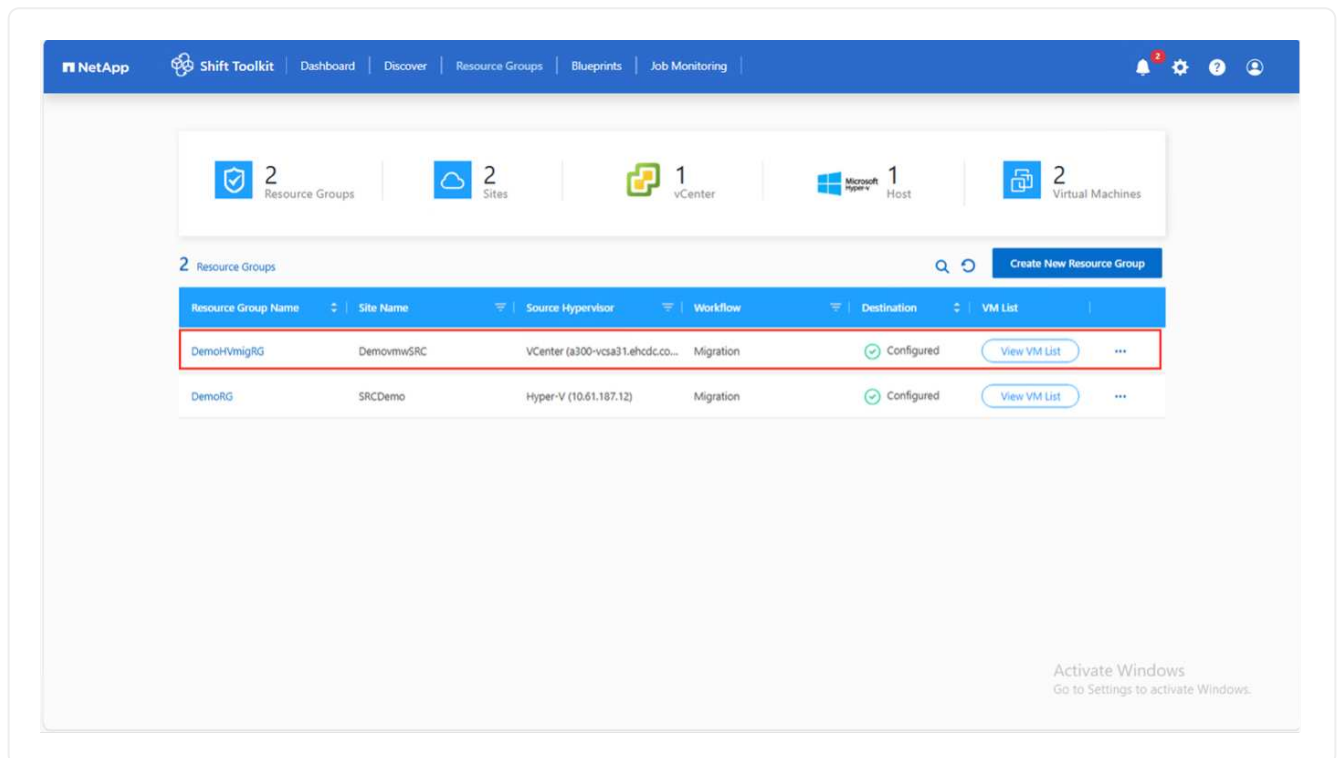 NetApp Shift Toolkit Dashboard Discover Resource Groups Blueprints Job Monitoring 2
2 Resource Groups
2 Sites
1 vCenter
Microsoft Hyper-v 1 Host
2 Virtual Machines
2 Resource Groups Create New Resource Group
Resource Group Name Site Name Source Hypervisor Workflow Destination VM List
DemoHVmigRG DemovmwSRC VCenter (a300-vcsa31.ehcdc.co... Migration Configured View VM List ...
DemoRG SRCDemo Hyper-V (10.61.187.12) Migration Configured View VM List ...
Activate Windows
Go to Settings to activate Windows.